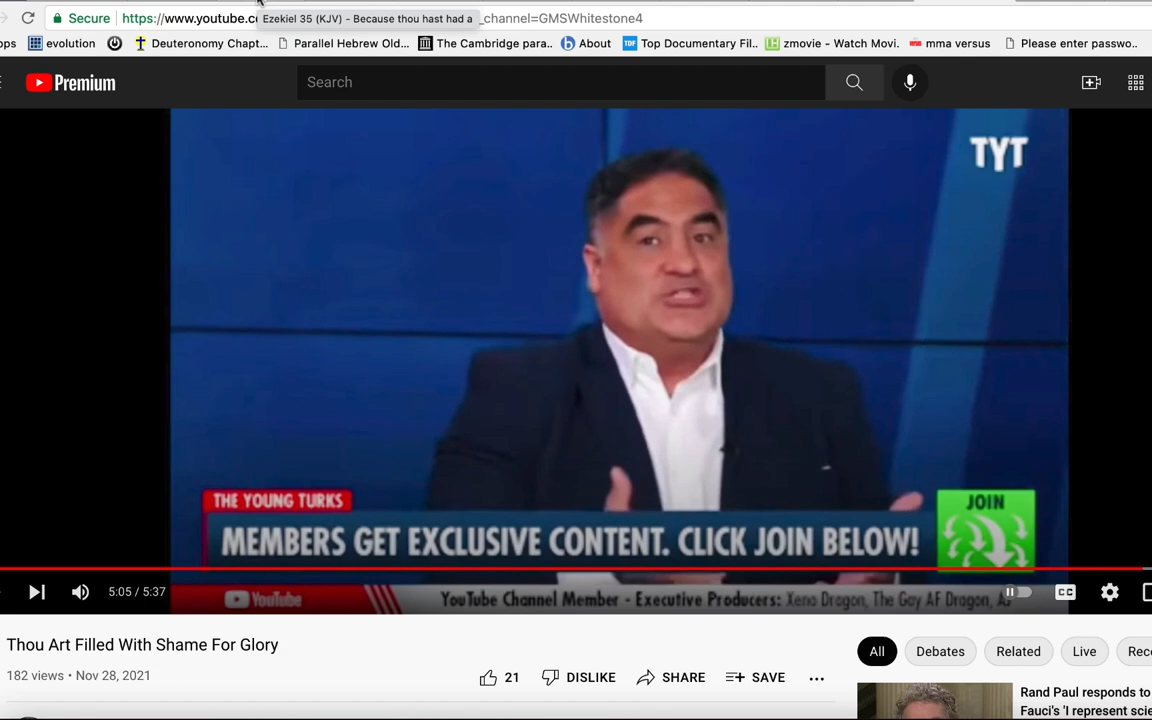 Secure https://www.youtube.c
Ezekiel 35 (KJV) - Because thou hast had a
_channel=GMSWhitestone4
evolution
Deuteronomy Chapt...
Parallel Hebrew Old...
The Cambridge para..
About
Top Documentary Fil..
zmovie - Watch Movi.
mma versus
Please enter passwo..
Premium
Search
TYT
THE YOUNG TURKS
MEMBERS GET EXCLUSIVE CONTENT. CLICK JOIN BELOW!
JOIN
5:05 / 5:37
CC
YouTube
YouTube Channel Member - Executive Producers: Xeno Dragon, The Gay AF Dragon,
Thou Art Filled With Shame For Glory
182 views • Nov 28, 2021
21
DISLIKE
SHARE
SAVE
All
Debates
Related
Live
Rece
Rand Paul responds to
Fauci's 'I represent scie